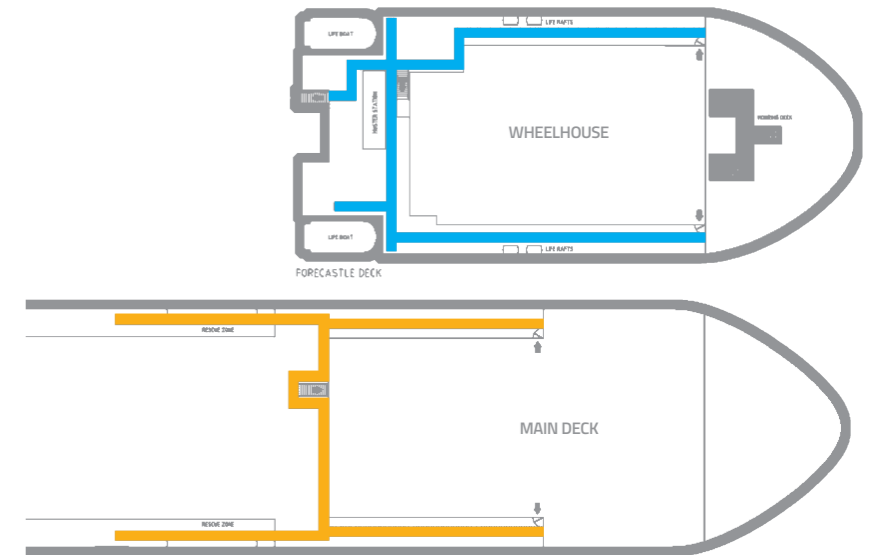 LIFE BOAT
LIFE RAFTS
MUSTER STATION
WHEELHOUSE
MOORING DECK
LIFE BOAT
LIFE RAFTS
FORECASTLE DECK
RESCUE ZONE
MAIN DECK
RESCUE ZONE